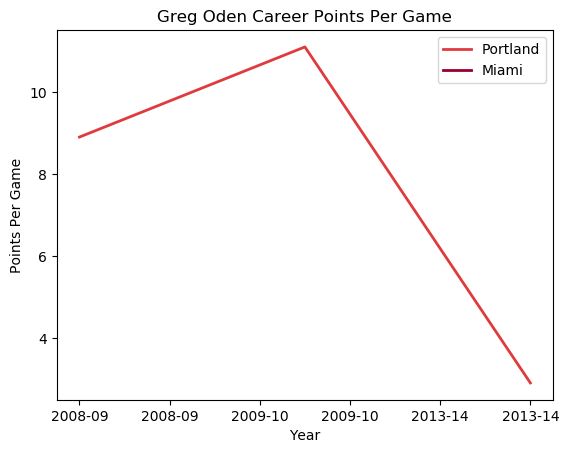 Greg Oden Career Points Per Game
Portland
Miami
10
8
6
4
Points Per Game
2008-09 2008-09 2009-10 2009-10 2013-14 2013-14
Year